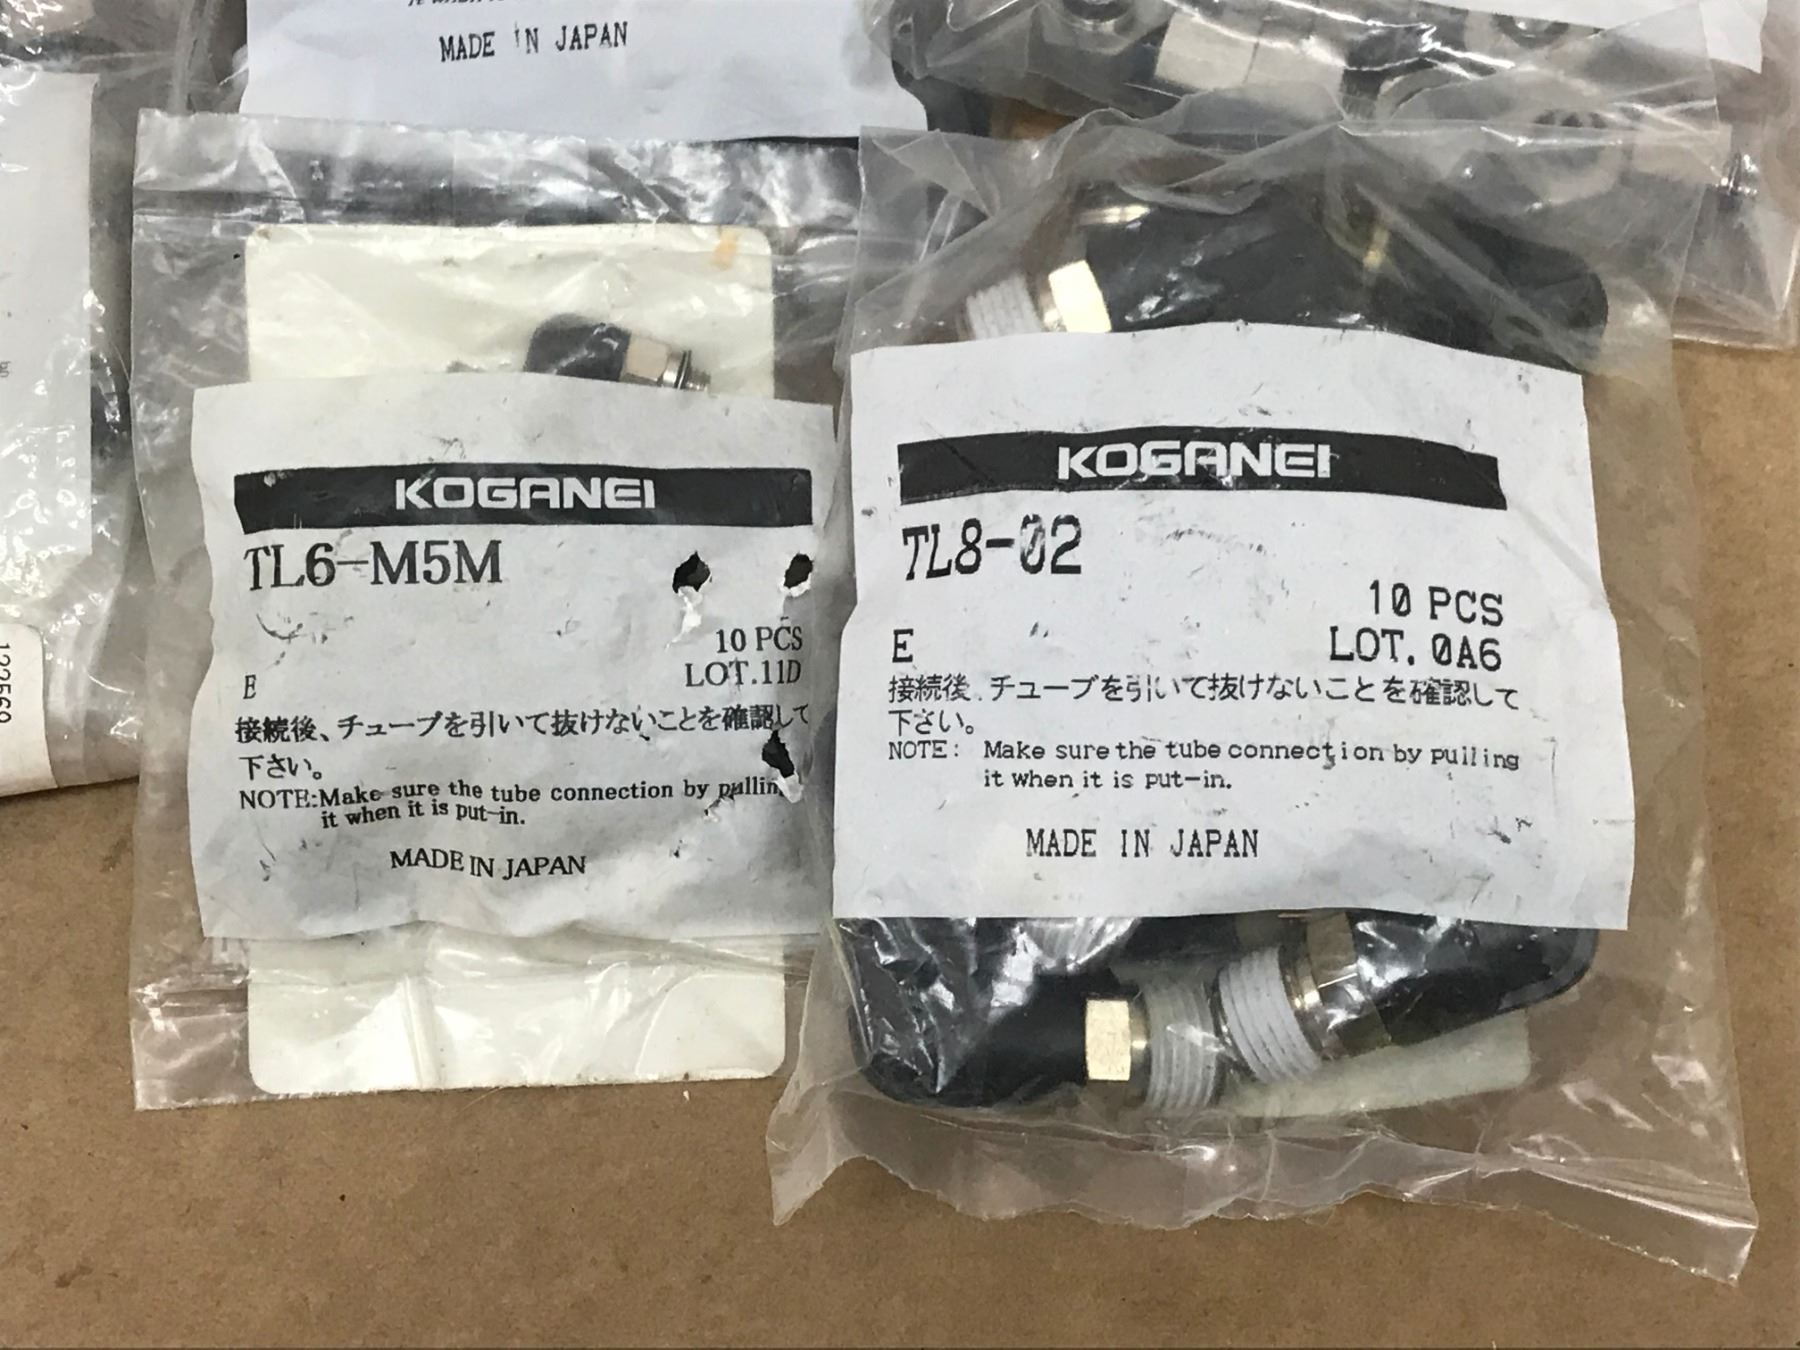 MADE IN JAPAN
KOGANEI
TL6-M5M
10 PCS
LOT.11D
E
接続後、チューブを引いて抜けないことを確認して
下さい。
NOTE:Make sure the tube connection by pulling
it when it is put-in.
MADE IN JAPAN
KOGANEI
TL8-02
10 PCS
LOT. 0A6
E
接続後、チューブを引いて抜けないことを確認して
下さい。
NOTE: Make sure the tube connection by pulling
it when it is put-in.
MADE IN JAPAN